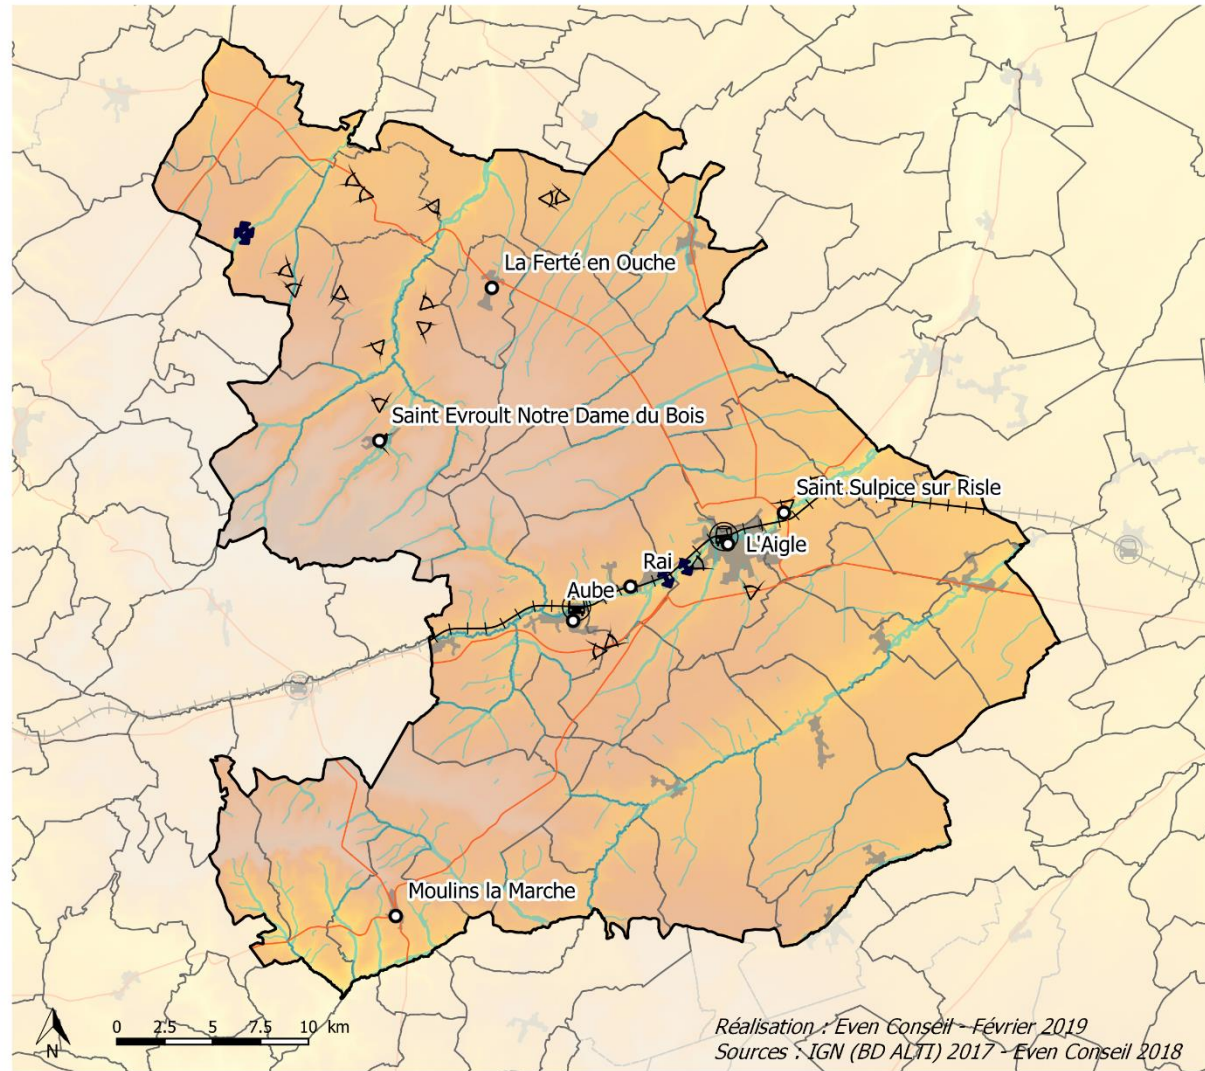 La Ferté en Ouche
Saint Evroult Notre Dame du Bois
Saint Sulpice sur Risle
L'Aigle
Rai
Aube
Moulins la Marche
N
0 2.5 5 7.5 10 km
Réalisation : Even Conseil - Février 2019
Sources : IGN (BD ALTI) 2017 - Even Conseil 2018